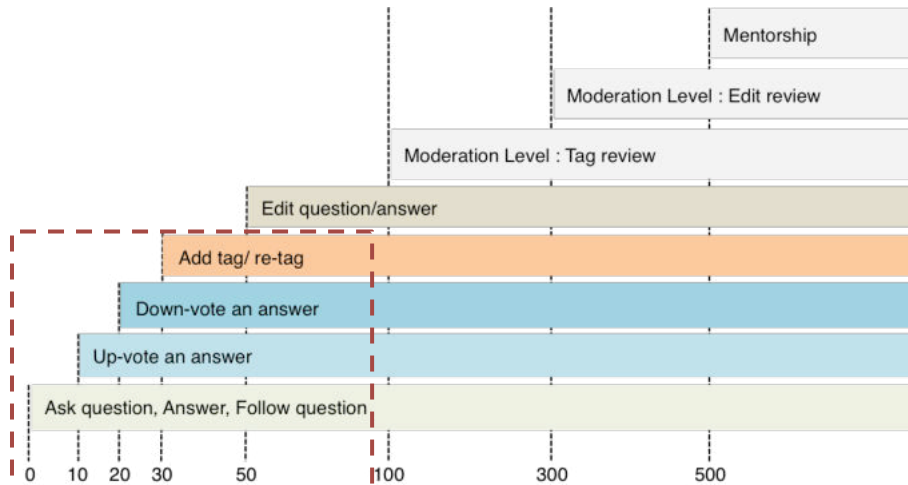 Mentorship
Moderation Level : Edit review
Moderation Level : Tag review
Edit question/answer
Add tag/ re-tag
Down-vote an answer
Up-vote an answer
Ask question, Answer, Follow question
0 10 20 30 50 100 300 500